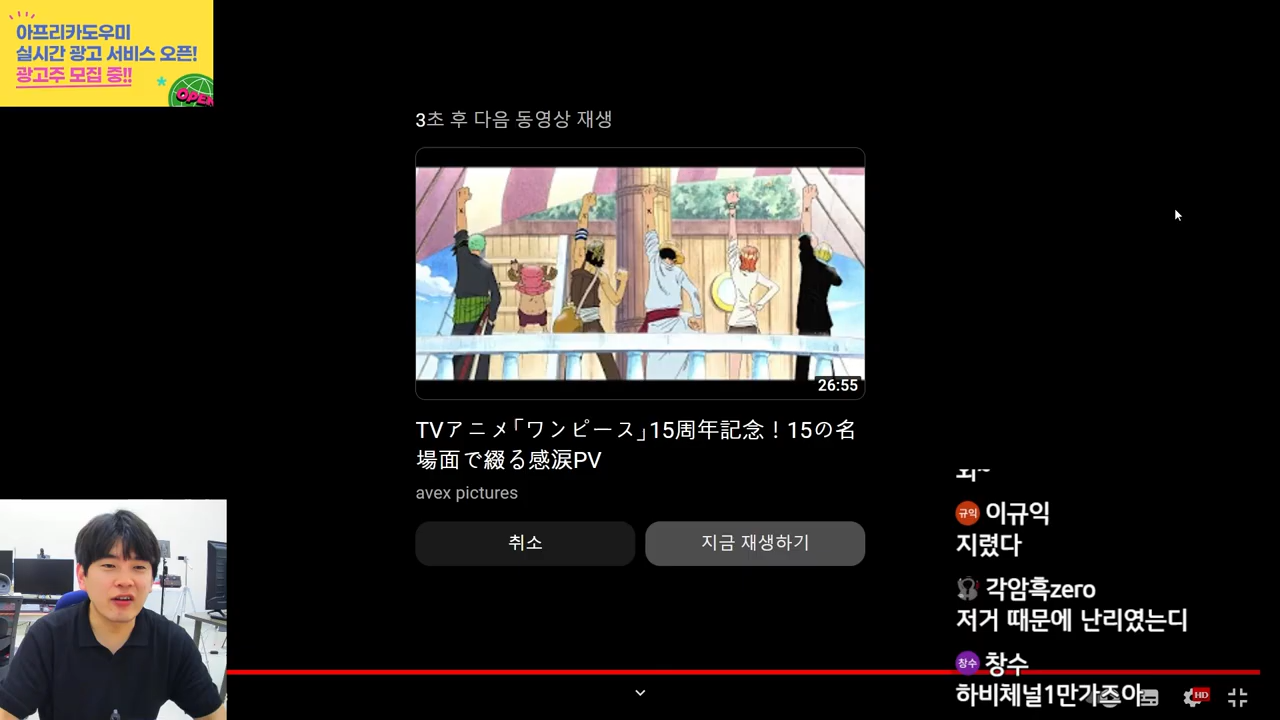 아프리카도우미
실시간 광고 서비스 오픈!
광고주 모집 중!!
OPEN
3초 후 다음 동영상 재생
26:55
TVアニメ「ワンピース」15周年記念！15の名
場面で綴る感涙PV
avex pictures
취소
지금 재생하기
규익 이규익
지렸다
각암흑zero
저거 때문에 난리였는디
창수 창수
하비체널1만가즈아
HD